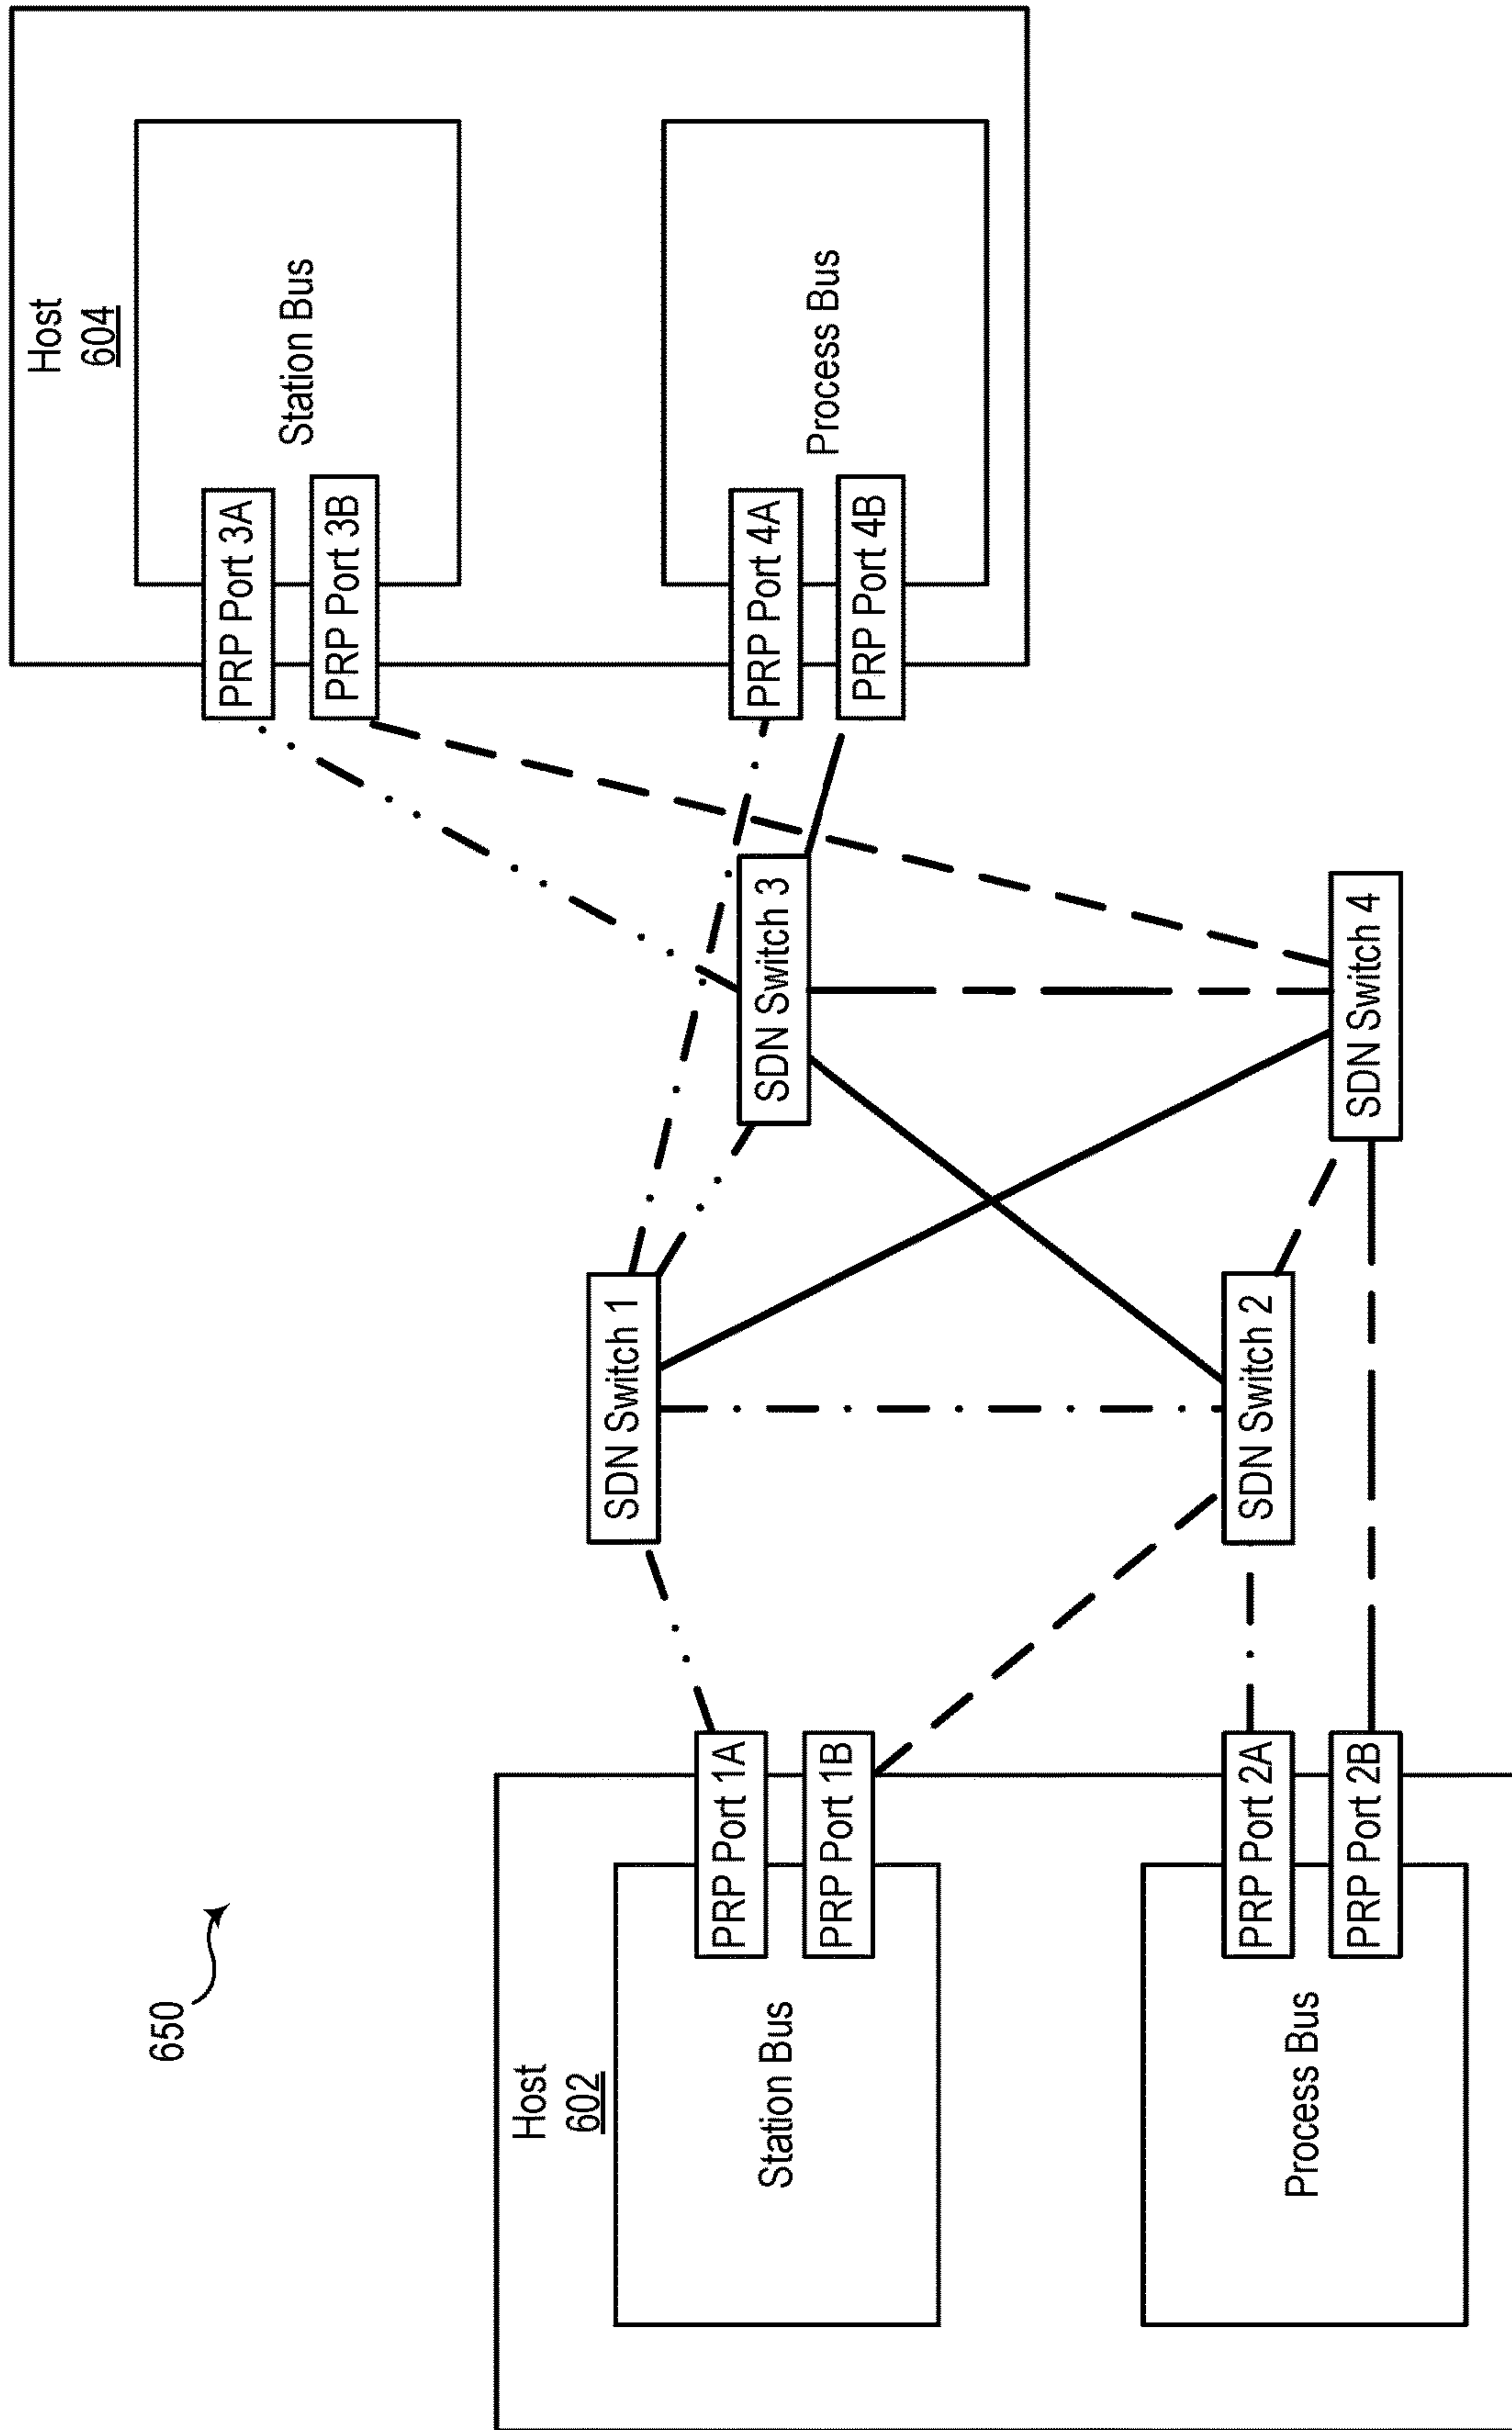 650
Host
602
Station Bus
PRP Port 1A
PRP Port 1B
Process Bus
PRP Port 2A
PRP Port 2B
SDN Switch 1
SDN Switch 2
SDN Switch 3
SDN Switch 4
Host
604
Station Bus
PRP Port 3A
PRP Port 3B
Process Bus
PRP Port 4A
PRP Port 4B